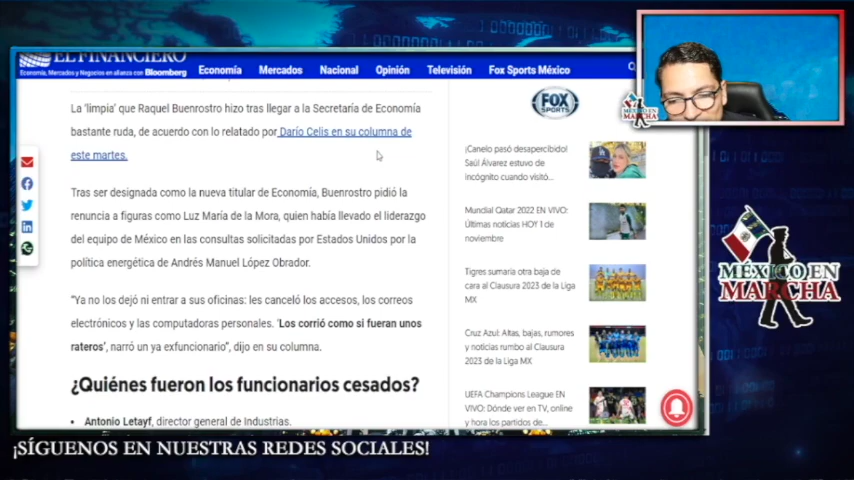 EL FINANCIERO
Economía, Mercados y Negocios en alianza con Bloomberg
Economía Mercados Nacional Opinión Televisión Fox Sports México
La 'limpia' que Raquel Buenrostro hizo tras llegar a la Secretaría de Economía
bastante ruda, de acuerdo con lo relatado por Darío Celis en su columna de
este martes.
Tras ser designada como la nueva titular de Economía, Buenrostro pidió la
renuncia a figuras como Luz María de la Mora, quien había llevado el liderazgo
del equipo de México en las consultas solicitadas por Estados Unidos por la
política energética de Andrés Manuel López Obrador.
"Ya no los dejó ni entrar a sus oficinas: les canceló los accesos, los correos
electrónicos y las computadoras personales. 'Los corrió como si fueran unos
rateros', narró un ya exfuncionario", dijo en su columna.
¿Quiénes fueron los funcionarios cesados?
• Antonio Letayf, director general de Industrias.
FOX
SPORTS
¡Canelo pasó desapercibido!
Saúl Álvarez estuvo de
incógnito cuando visitó...
Mundial Qatar 2022 EN VIVO:
Últimas noticias HOY 1 de
noviembre
Tigres sumaría otra baja de
cara al Clausura 2023 de la Liga
MX
Cruz Azul: Altas, bajas, rumores
y noticias rumbo al Clausura
2023 de la Liga MX
UEFA Champions League EN
VIVO: Dónde ver en TV, online
y hora los partidos de...
MÉXICO EN
MARCHA
MÉXICO EN
MARCHA
¡SÍGUENOS EN NUESTRAS REDES SOCIALES!